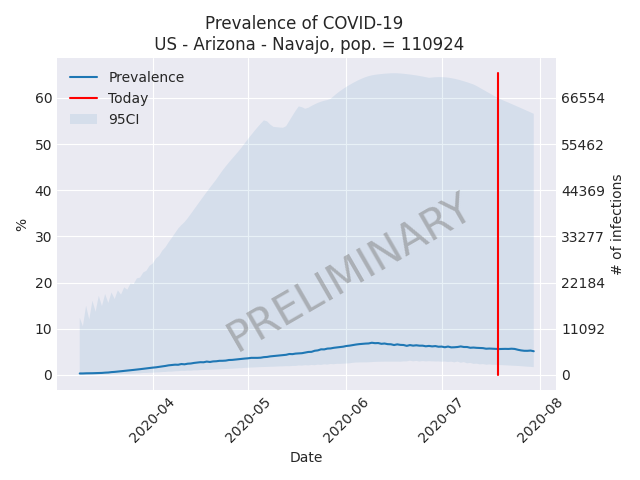 Prevalence of COVID-19
US - Arizona - Navajo, pop. = 110924
Prevalence
Today
95CI
%
60
50
40
30
20
10
0
66554
55462
44369
33277
22184
11092
0
# of infections
PRELIMINARY
2020-04
2020-05
2020-06
2020-07
2020-08
Date